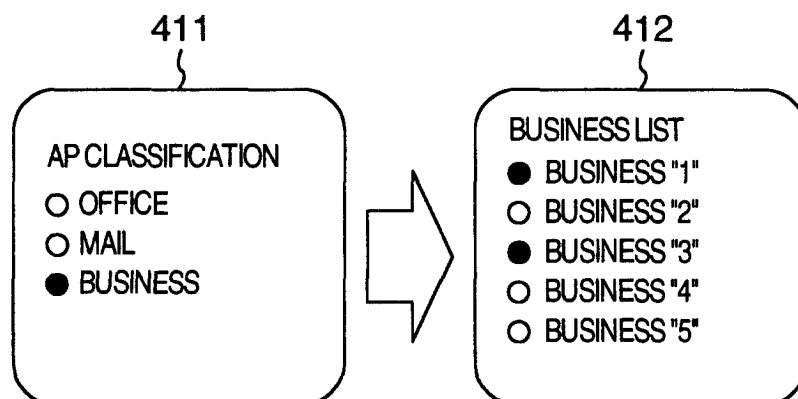 411
412
AP CLASSIFICATION
OFFICE
MAIL
BUSINESS
BUSINESS LIST
BUSINESS "1"
BUSINESS "2"
BUSINESS "3"
BUSINESS "4"
BUSINESS "5"